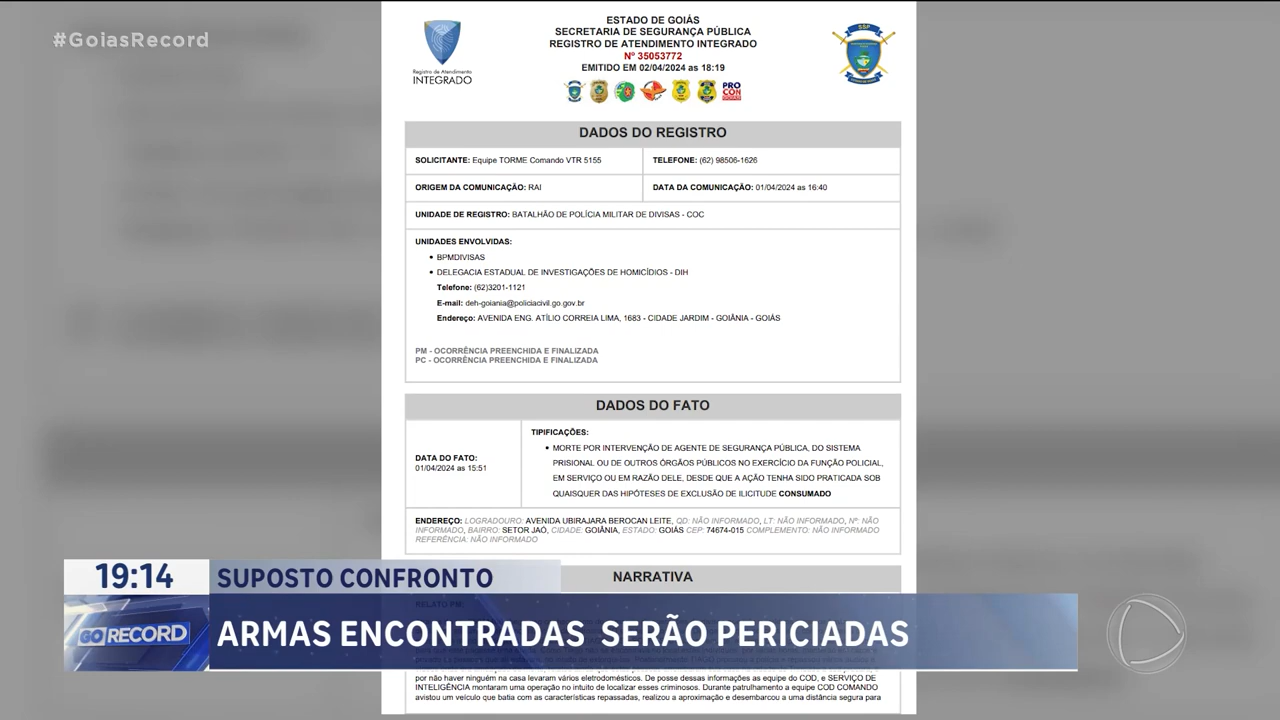 #GoiasRecord
ESTADO DE GOIÁS
SECRETARIA DE SEGURANÇA PÚBLICA
REGISTRO DE ATENDIMENTO INTEGRADO
Nº 35053772
EMITIDO EM 02/04/2024 as 18:19
Registro de Atendimento
INTEGRADO
SSP
PRO
CON
GOIÁS
DADOS DO REGISTRO
SOLICITANTE: Equipe TORME Comando VTR 5155
TELEFONE: (62) 98506-1626
ORIGEM DA COMUNICAÇÃO: RAI
DATA DA COMUNICAÇÃO: 01/04/2024 as 16:40
UNIDADE DE REGISTRO: BATALHÃO DE POLÍCIA MILITAR DE DIVISAS - COC
UNIDADES ENVOLVIDAS:
• BPMDIVISAS
• DELEGACIA ESTADUAL DE INVESTIGAÇÕES DE HOMICÍDIOS - DIH
Telefone: (62)3201-1121
E-mail: deh-goiania@policiacivil.go.gov.br
Endereço: AVENIDA ENG. ATÍLIO CORREIA LIMA, 1683 - CIDADE JARDIM - GOIÂNIA - GOIÁS
PM - OCORRÊNCIA PREENCHIDA E FINALIZADA
PC - OCORRÊNCIA PREENCHIDA E FINALIZADA
DADOS DO FATO
DATA DO FATO:
01/04/2024 as 15:51
TIPIFICAÇÕES:
• MORTE POR INTERVENÇÃO DE AGENTE DE SEGURANÇA PÚBLICA, DO SISTEMA
PRISIONAL OU DE OUTROS ÓRGÃOS PÚBLICOS NO EXERCÍCIO DA FUNÇÃO POLICIAL,
EM SERVIÇO OU EM RAZÃO DELE, DESDE QUE A AÇÃO TENHA SIDO PRATICADA SOB
QUAISQUER DAS HIPÓTESES DE EXCLUSÃO DE ILICITUDE CONSUMADO
ENDEREÇO: LOGRADOURO: AVENIDA UBIRAJARA BEROCAN LEITE, QD: NÃO INFORMADO, LT: NÃO INFORMADO, Nº: NÃO
INFORMADO, BAIRRO: SETOR JAÓ, CIDADE: GOIÂNIA, ESTADO: GOIÁS CEP: 74674-015 COMPLEMENTO: NÃO INFORMADO
REFERÊNCIA: NÃO INFORMADO
NARRATIVA
RELATO PM:
19:14
SUPOSTO CONFRONTO
GO RECORD
ARMAS ENCONTRADAS SERÃO PERICIADAS
por não haver ninguém na casa levaram vários eletrodomésticos. De posse dessas informações as equipe do COD, e SERVIÇO DE
INTELIGÊNCIA montaram uma operação no intuito de localizar esses criminosos. Durante patrulhamento a equipe COD COMANDO
avistou um veículo que batia com as características repassadas, realizou a aproximação e desembarcou a uma distância segura para